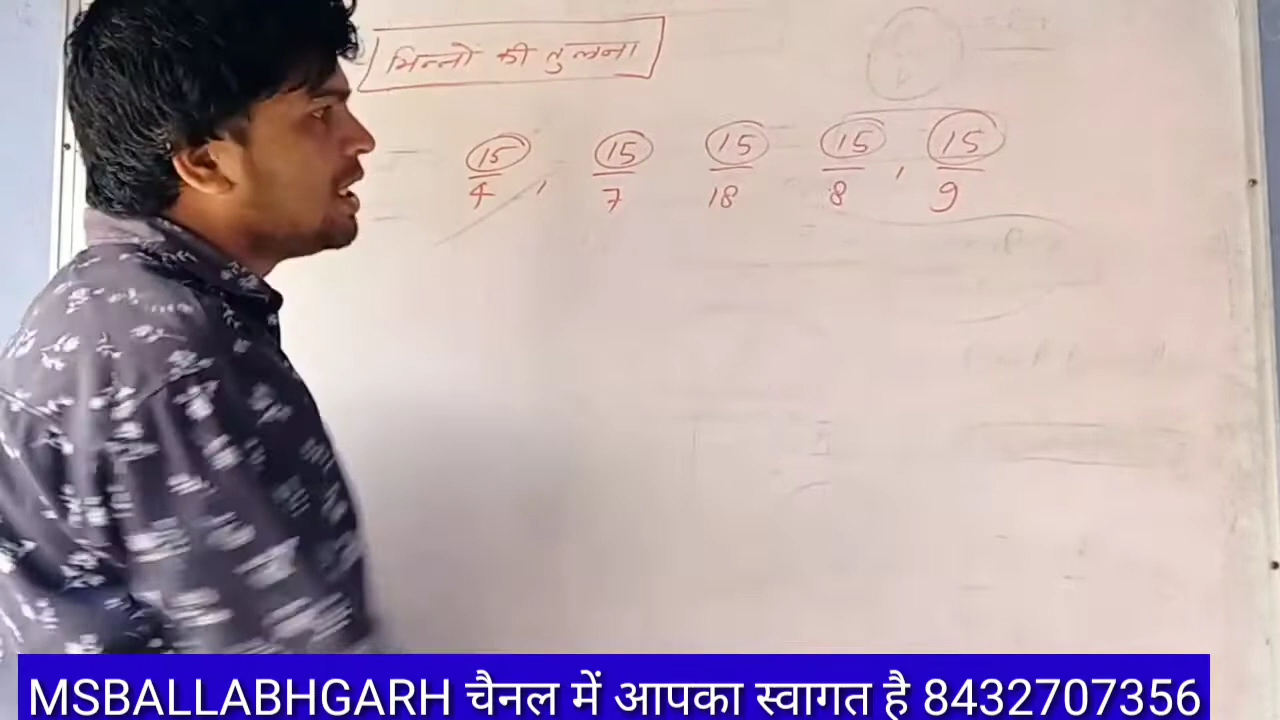 भिन्नो की तुलना
15/4 , 15/7 15/18 15/8 , 15/9
MSBALLABHGARH चैनल में आपका स्वागत है 8432707356